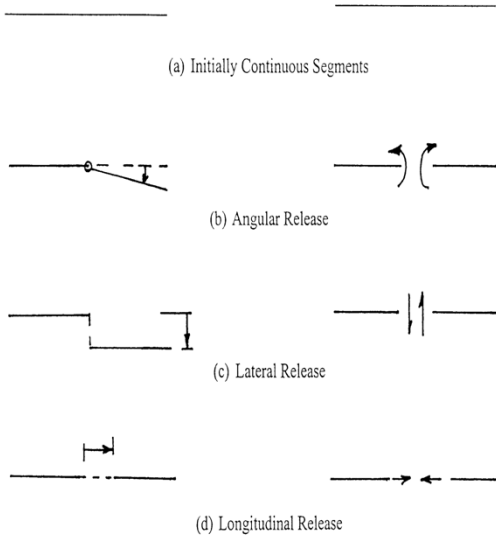 (a) Initially Continuous Segments
(b) Angular Release
(c) Lateral Release
(d) Longitudinal Release